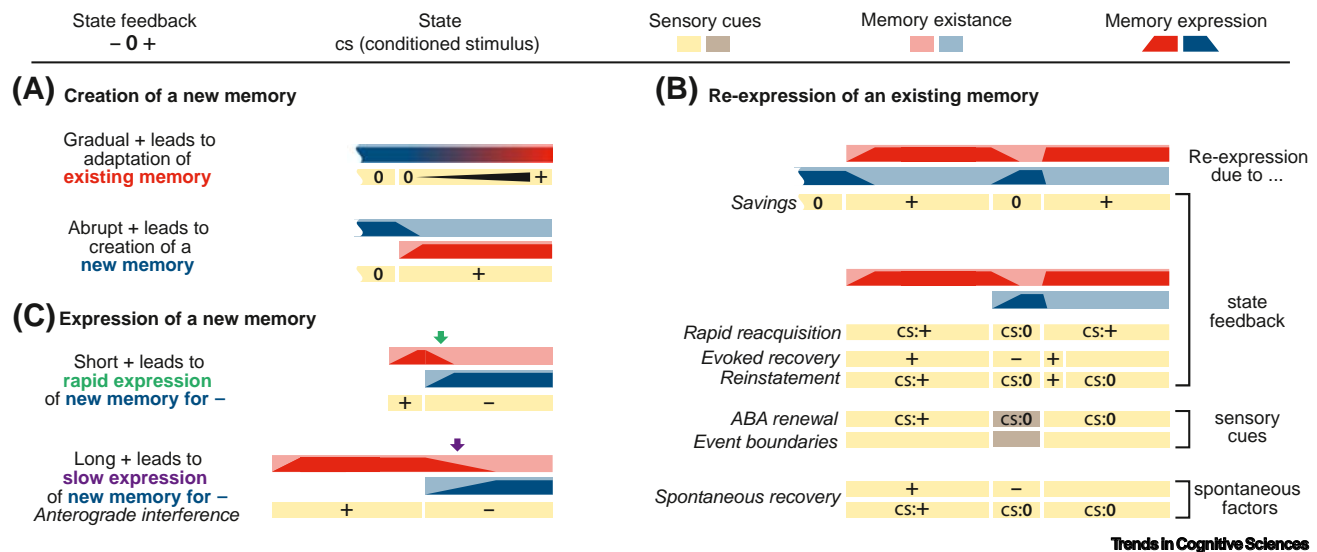 State feedback
– 0 +
State
cs (conditioned stimulus)
Sensory cues
Memory existance
Memory expression
(A) Creation of a new memory
Gradual + leads to
adaptation of
existing memory
0 0 +
Abrupt + leads to
creation of a
new memory
0 +
(C) Expression of a new memory
Short + leads to
rapid expression
of new memory for –
+ –
Long + leads to
slow expression
of new memory for –
Anterograde interference
+ –
(B) Re-expression of an existing memory
Re-expression
due to ...
Savings 0 + 0 +
Rapid reacquisition cs:+ cs:0 cs:+
Evoked recovery + – +
Reinstatement cs:+ cs:0 + cs:0
state
feedback
ABA renewal cs:+ cs:0 cs:0
Event boundaries
sensory
cues
Spontaneous recovery + –
cs:+ cs:0 cs:0
spontaneous
factors
Trends in Cognitive Sciences